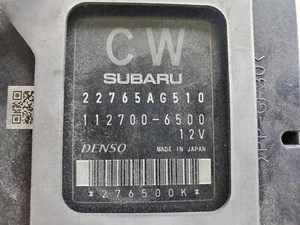 CW
SUBARU
22765AG510
112700-6500
12V
DENSO MADE IN JAPAN
*276500K*